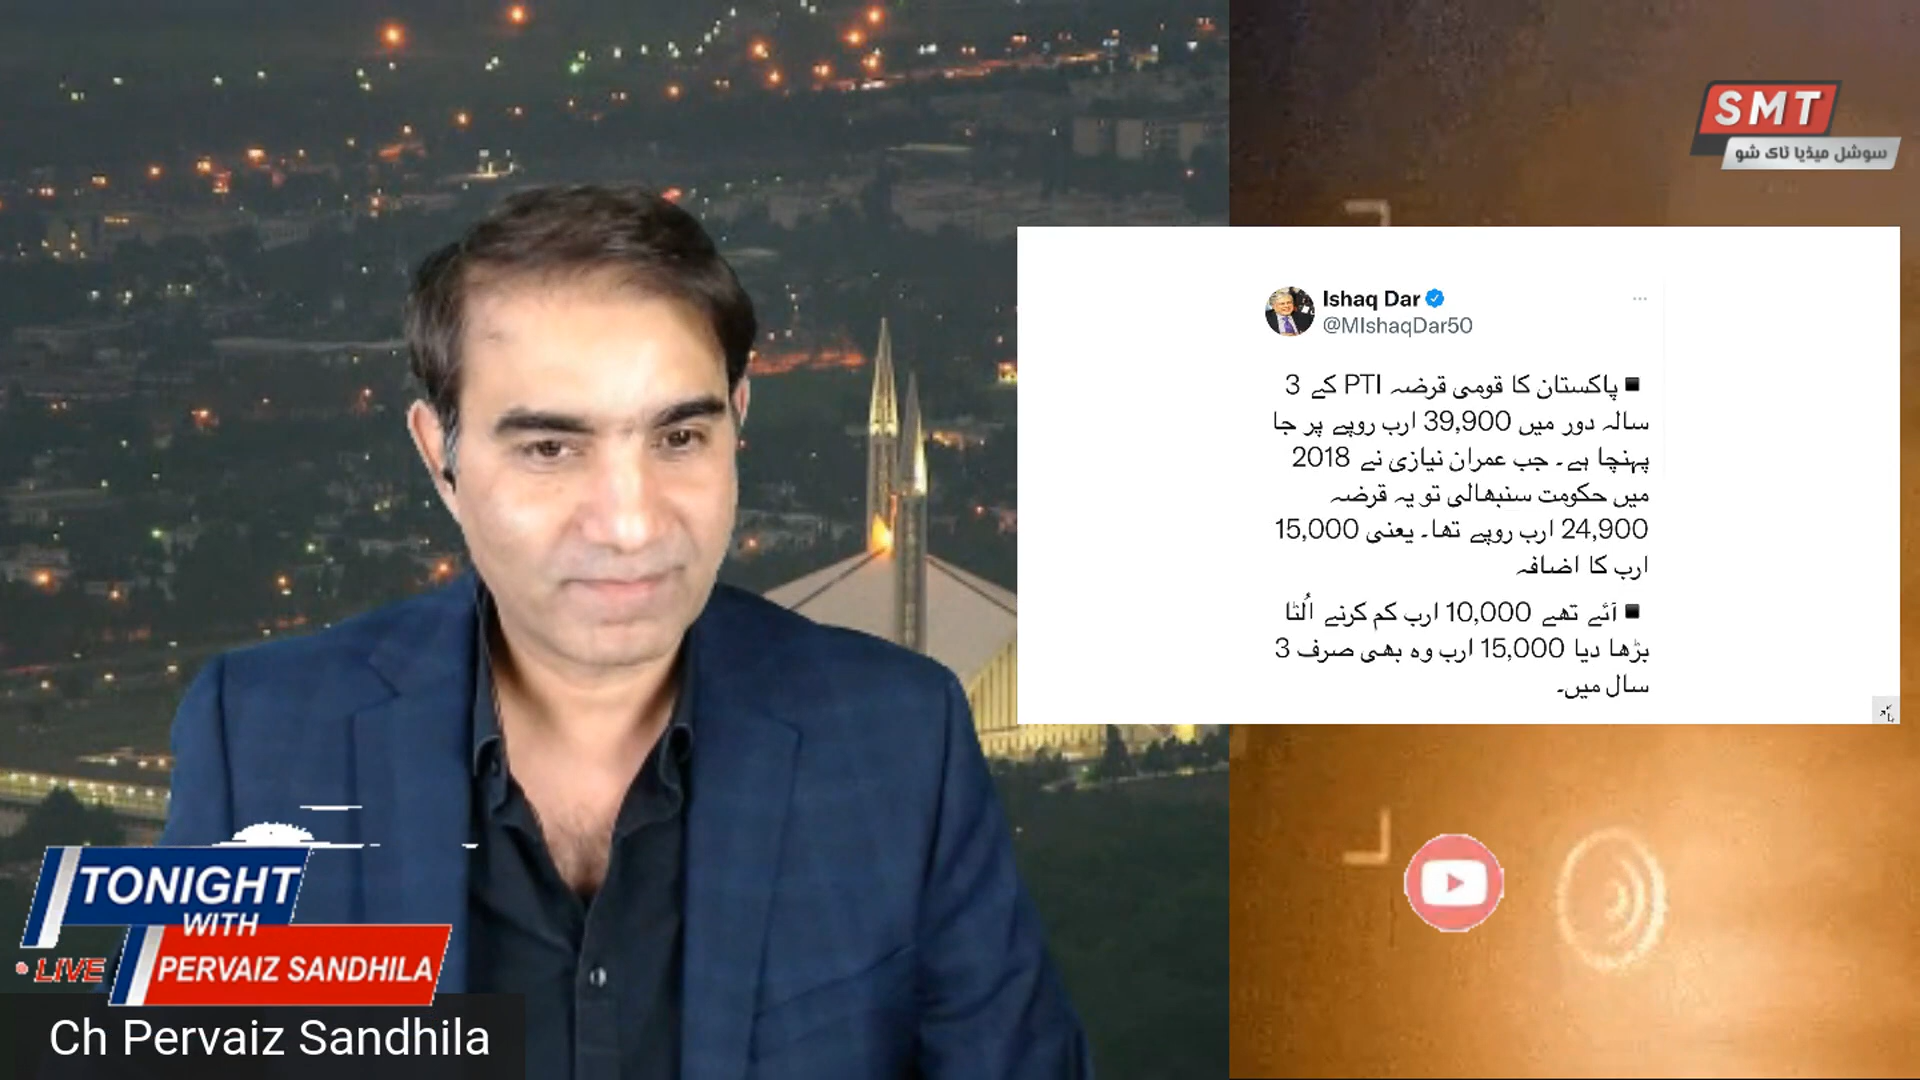 SMT
سوشل میڈیا ٹاک شو
Ishaq Dar
@MIshaqDar50
▪پاکستان کا قومی قرضہ PTI کے 3
سالہ دور میں 39,900 ارب روپے پر جا
پہنچا ہے۔ جب عمران نیازی نے 2018
میں حکومت سنبھالی تو یہ قرضہ
24,900 ارب روپے تھا۔ یعنی 15,000
ارب کا اضافہ
▪آئے تھے 10,000 ارب کم کرنے اُلٹا
بڑھا دیا 15,000 ارب وہ بھی صرف 3
سال میں۔
TONIGHT
WITH
PERVAIZ SANDHILA
LIVE
Ch Pervaiz Sandhila